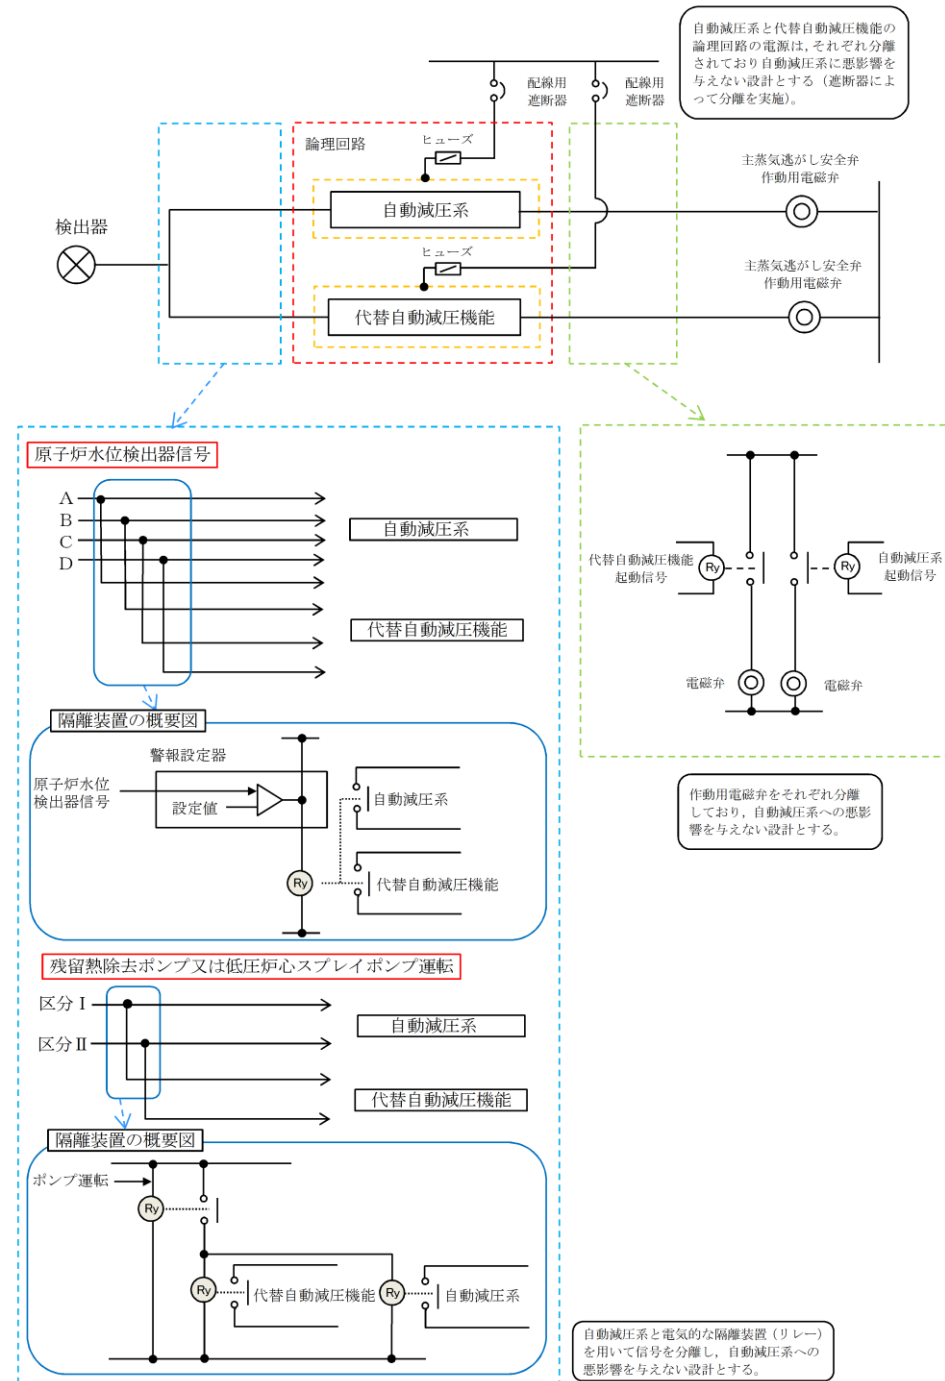 自動減圧系と代替自動減圧機能の
論理回路の電源は，それぞれ分離
されており自動減圧系に悪影響を
与えない設計とする（遮断器によ
って分離を実施）。
配線用
遮断器
配線用
遮断器
論理回路
ヒューズ
自動減圧系
主蒸気逃がし安全弁
作動用電磁弁
検出器
ヒューズ
代替自動減圧機能
主蒸気逃がし安全弁
作動用電磁弁
原子炉水位検出器信号
A
B
C
D
自動減圧系
代替自動減圧機能
代替自動減圧機能
起動信号
Ry
Ry
自動減圧系
起動信号
電磁弁
電磁弁
作動用電磁弁をそれぞれ分離
しており，自動減圧系への悪影
響を与えない設計とする。
隔離装置の概要図
警報設定器
原子炉水位
検出器信号
設定値
自動減圧系
Ry
代替自動減圧機能
残留熱除去ポンプ又は低圧炉心スプレイポンプ運転
区分Ⅰ
区分Ⅱ
自動減圧系
代替自動減圧機能
隔離装置の概要図
ポンプ運転
Ry
Ry
代替自動減圧機能
Ry
自動減圧系
自動減圧系と電気的な隔離装置（リレー）
を用いて信号を分離し，自動減圧系への
悪影響を与えない設計とする。